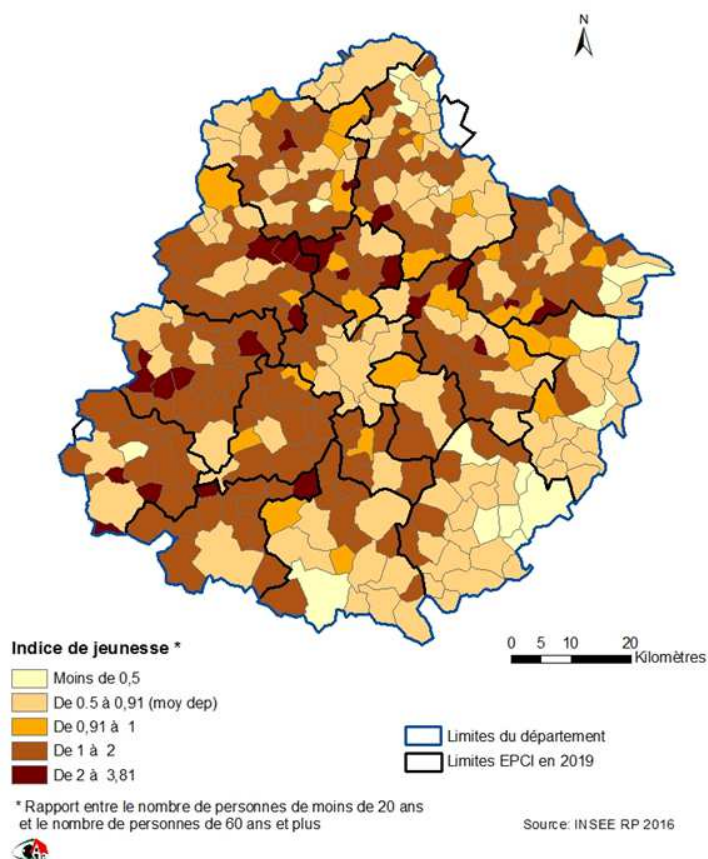 N
Indice de jeunesse *
Moins de 0,5
De 0.5 à 0,91 (moy dep)
De 0,91 à 1
De 1 à 2
De 2 à 3,81
0 5 10 20
Kilomètres
Limites du département
Limites EPCI en 2019
* Rapport entre le nombre de personnes de moins de 20 ans
et le nombre de personnes de 60 ans et plus
Source: INSEE RP 2016